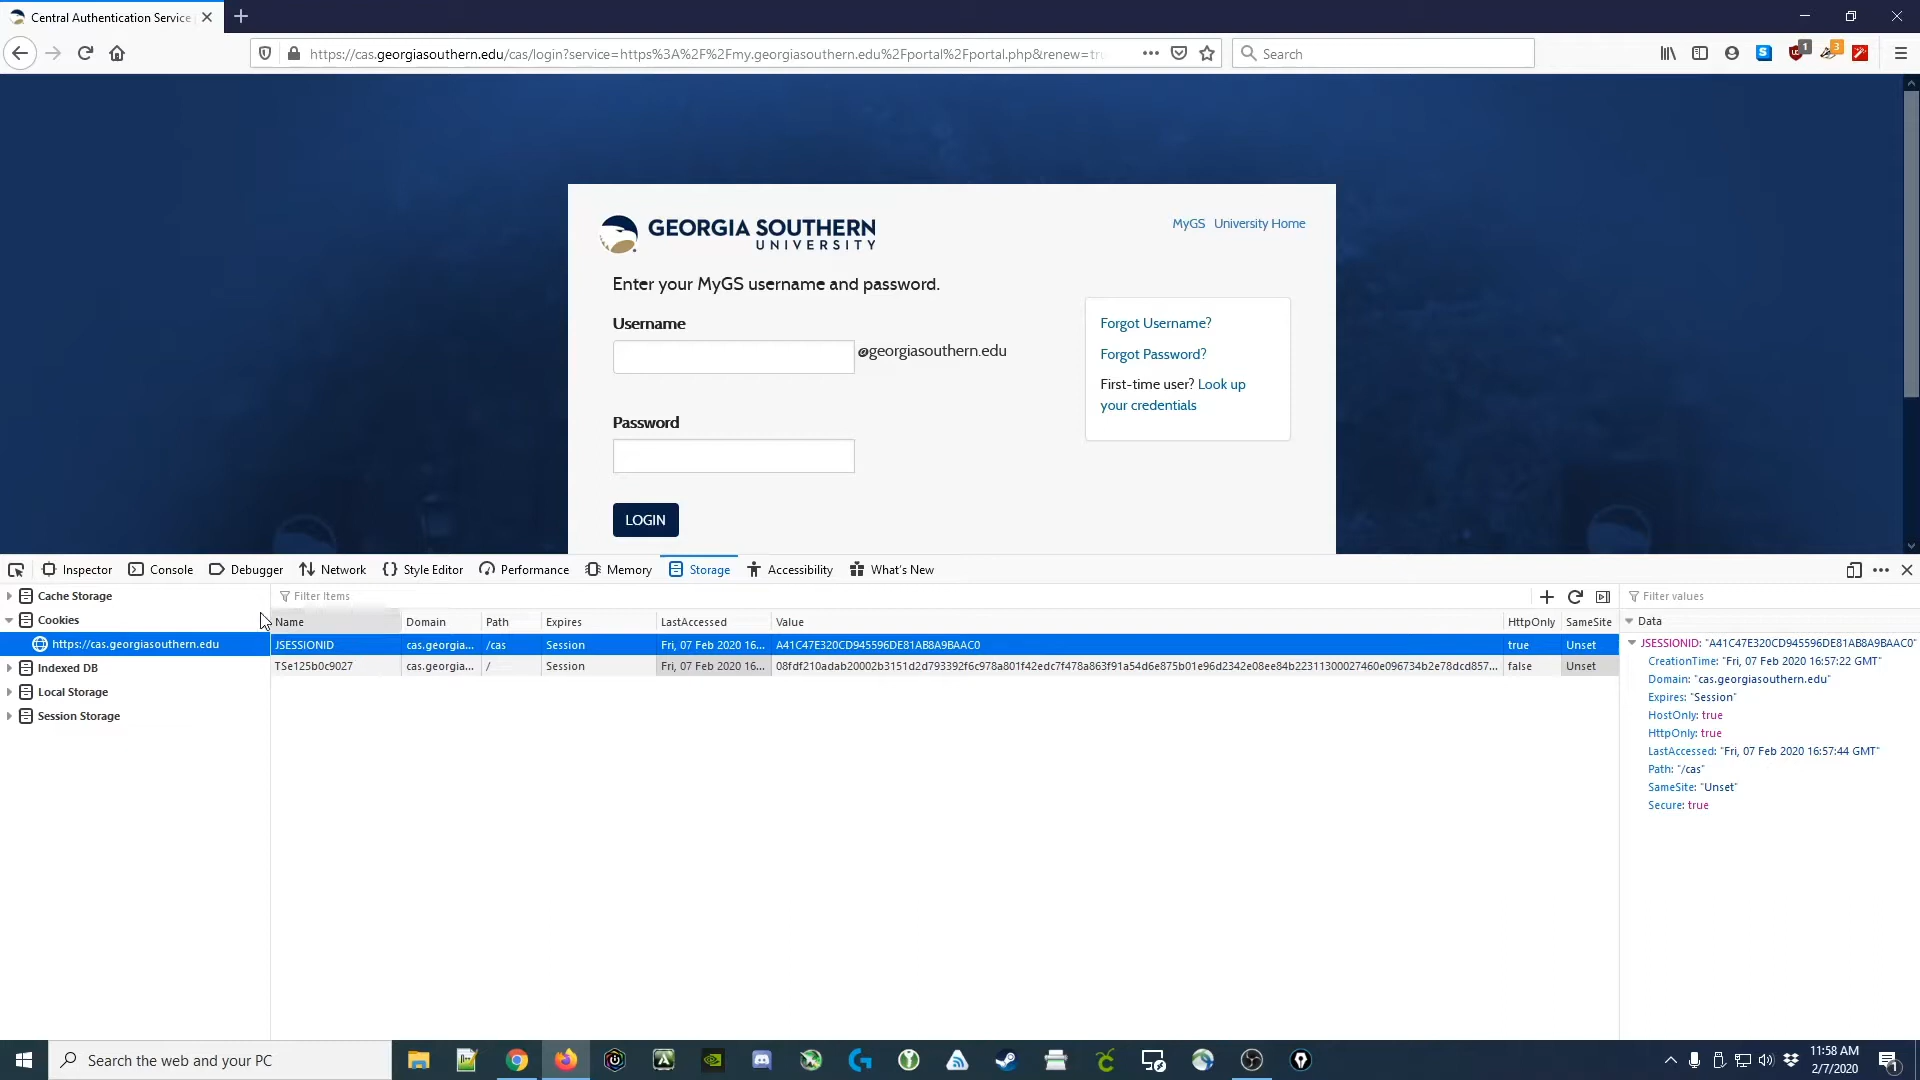 Central Authentication Service
https://cas.georgiasouthern.edu/cas/login?service=https%3A%2F%2Fmy.georgiasouthern.edu%2Fportal%2Fportal.php&renew=tru
Search
1
3
GEORGIA SOUTHERN
UNIVERSITY
MyGS University Home
Enter your MyGS username and password.
Username
@georgiasouthern.edu
Forgot Username?
Forgot Password?
First-time user? Look up
your credentials
Password
LOGIN
Inspector Console Debugger Network Style Editor Performance Memory Storage Accessibility What's New
Cache Storage
Cookies
https://cas.georgiasouthern.edu
Indexed DB
Local Storage
Session Storage
Filter Items
Name Domain Path Expires LastAccessed Value HttpOnly SameSite
JSESSIONID cas.georgia... /cas Session Fri, 07 Feb 2020 16... A41C47E320CD945596DE81AB8A9BAAC0 true Unset
TSe125b0c9027 cas.georgia... / Session Fri, 07 Feb 2020 16... 08fdf210adab20002b3151d2d793392f6c978a801f42edc7f478a863f91a54d6e875b01e96d2342e08ee84b22311300027460e096734b2e78dcd857... false Unset
Filter values
Data
JSESSIONID: "A41C47E320CD945596DE81AB8A9BAAC0"
CreationTime: "Fri, 07 Feb 2020 16:57:22 GMT"
Domain: "cas.georgiasouthern.edu"
Expires: "Session"
HostOnly: true
HttpOnly: true
LastAccessed: "Fri, 07 Feb 2020 16:57:44 GMT"
Path: "/cas"
SameSite: "Unset"
Secure: true
Search the web and your PC
11:58 AM
2/7/2020
1